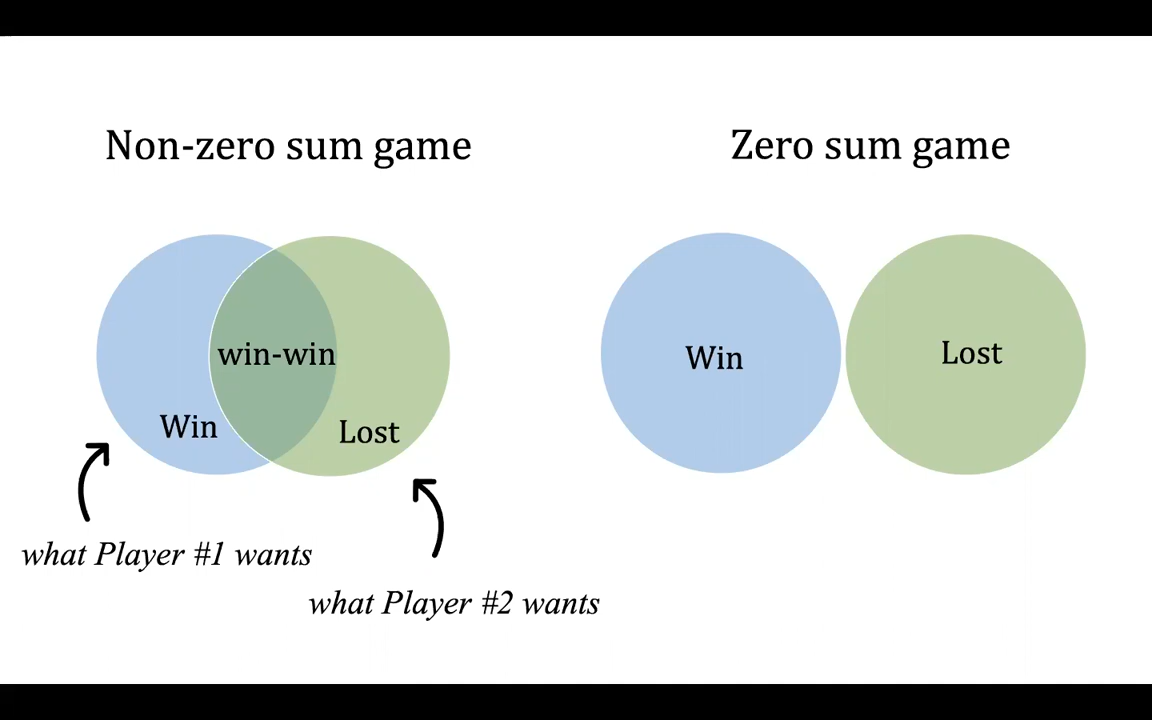 Non-zero sum game
win-win
Win
Lost
what Player #1 wants
what Player #2 wants
Zero sum game
Win
Lost